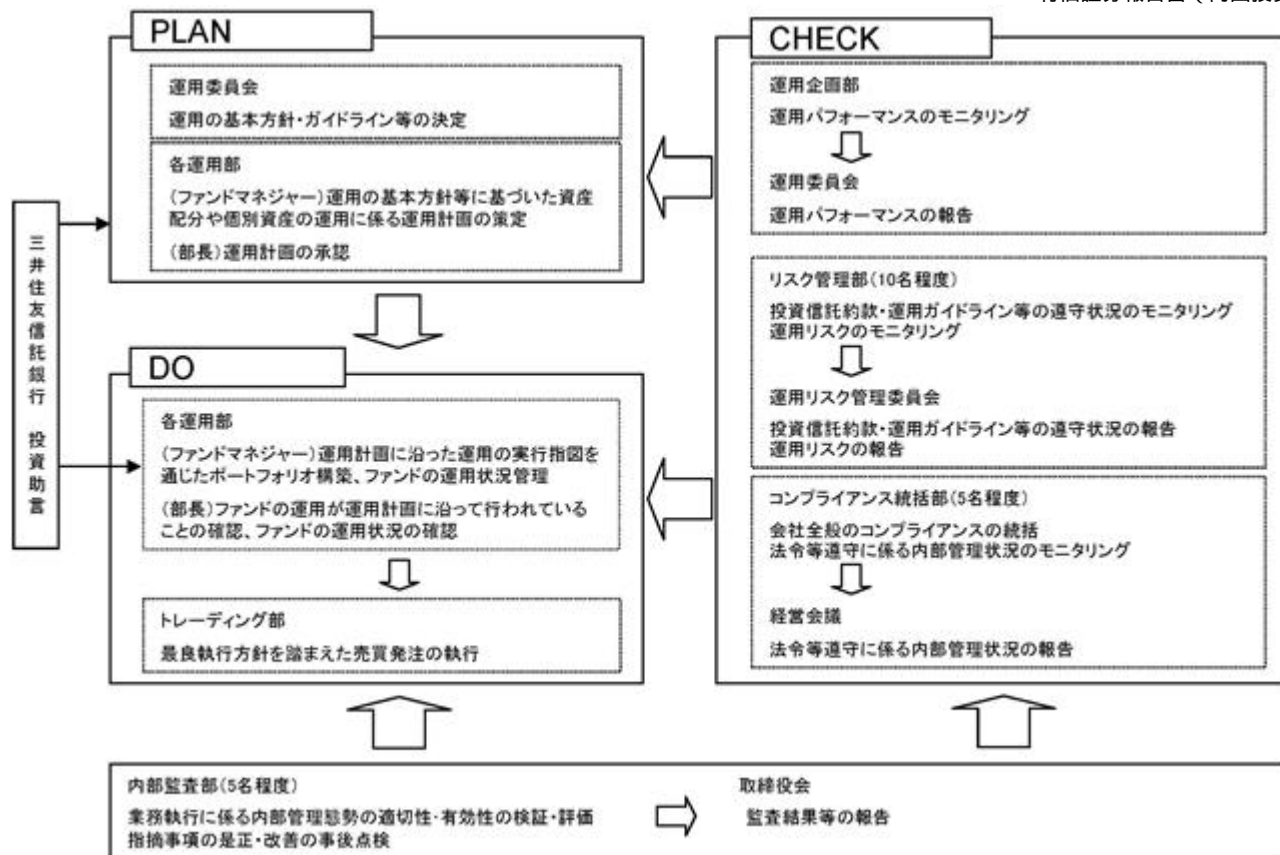 PLAN
運用委員会
運用の基本方針・ガイドライン等の決定
各運用部
(ファンドマネジャー)運用の基本方針等に基づいた資産
配分や個別資産の運用に係る運用計画の策定
(部長)運用計画の承認
三井住友信託銀行 投資助言
DO
各運用部
(ファンドマネジャー)運用計画に沿った運用の実行指図を
通じたポートフォリオ構築、ファンドの運用状況管理
(部長)ファンドの運用が運用計画に沿って行われている
ことの確認、ファンドの運用状況の確認
トレーディング部
最良執行方針を踏まえた売買発注の執行
CHECK
運用企画部
運用パフォーマンスのモニタリング
運用委員会
運用パフォーマンスの報告
リスク管理部(10名程度)
投資信託約款・運用ガイドライン等の遵守状況のモニタリング
運用リスクのモニタリング
運用リスク管理委員会
投資信託約款・運用ガイドライン等の遵守状況の報告
運用リスクの報告
コンプライアンス統括部(5名程度)
会社全般のコンプライアンスの統括
法令等遵守に係る内部管理状況のモニタリング
経営会議
法令等遵守に係る内部管理状況の報告
内部監査部(5名程度)
業務執行に係る内部管理態勢の適切性・有効性の検証・評価
指摘事項の是正・改善の事後点検
取締役会
監査結果等の報告